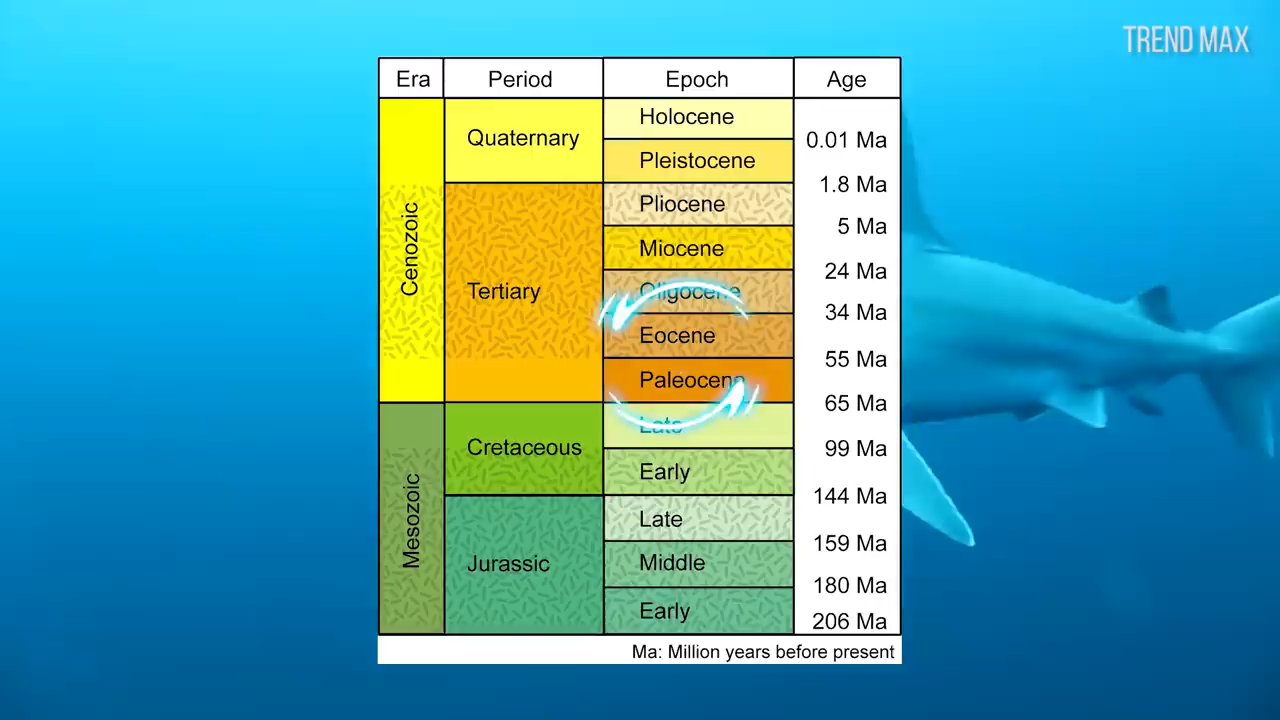 TREND MAX
Era Period Epoch Age
Holocene
Quaternary
0.01 Ma
Pleistocene
1.8 Ma
Pliocene
5 Ma
Cenozoic
Miocene
24 Ma
Tertiary
Oligocene
34 Ma
Eocene
55 Ma
Paleocene
65 Ma
Late
Cretaceous
99 Ma
Early
144 Ma
Mesozoic
Late
159 Ma
Jurassic
Middle
180 Ma
Early
206 Ma
Ma: Million years before present